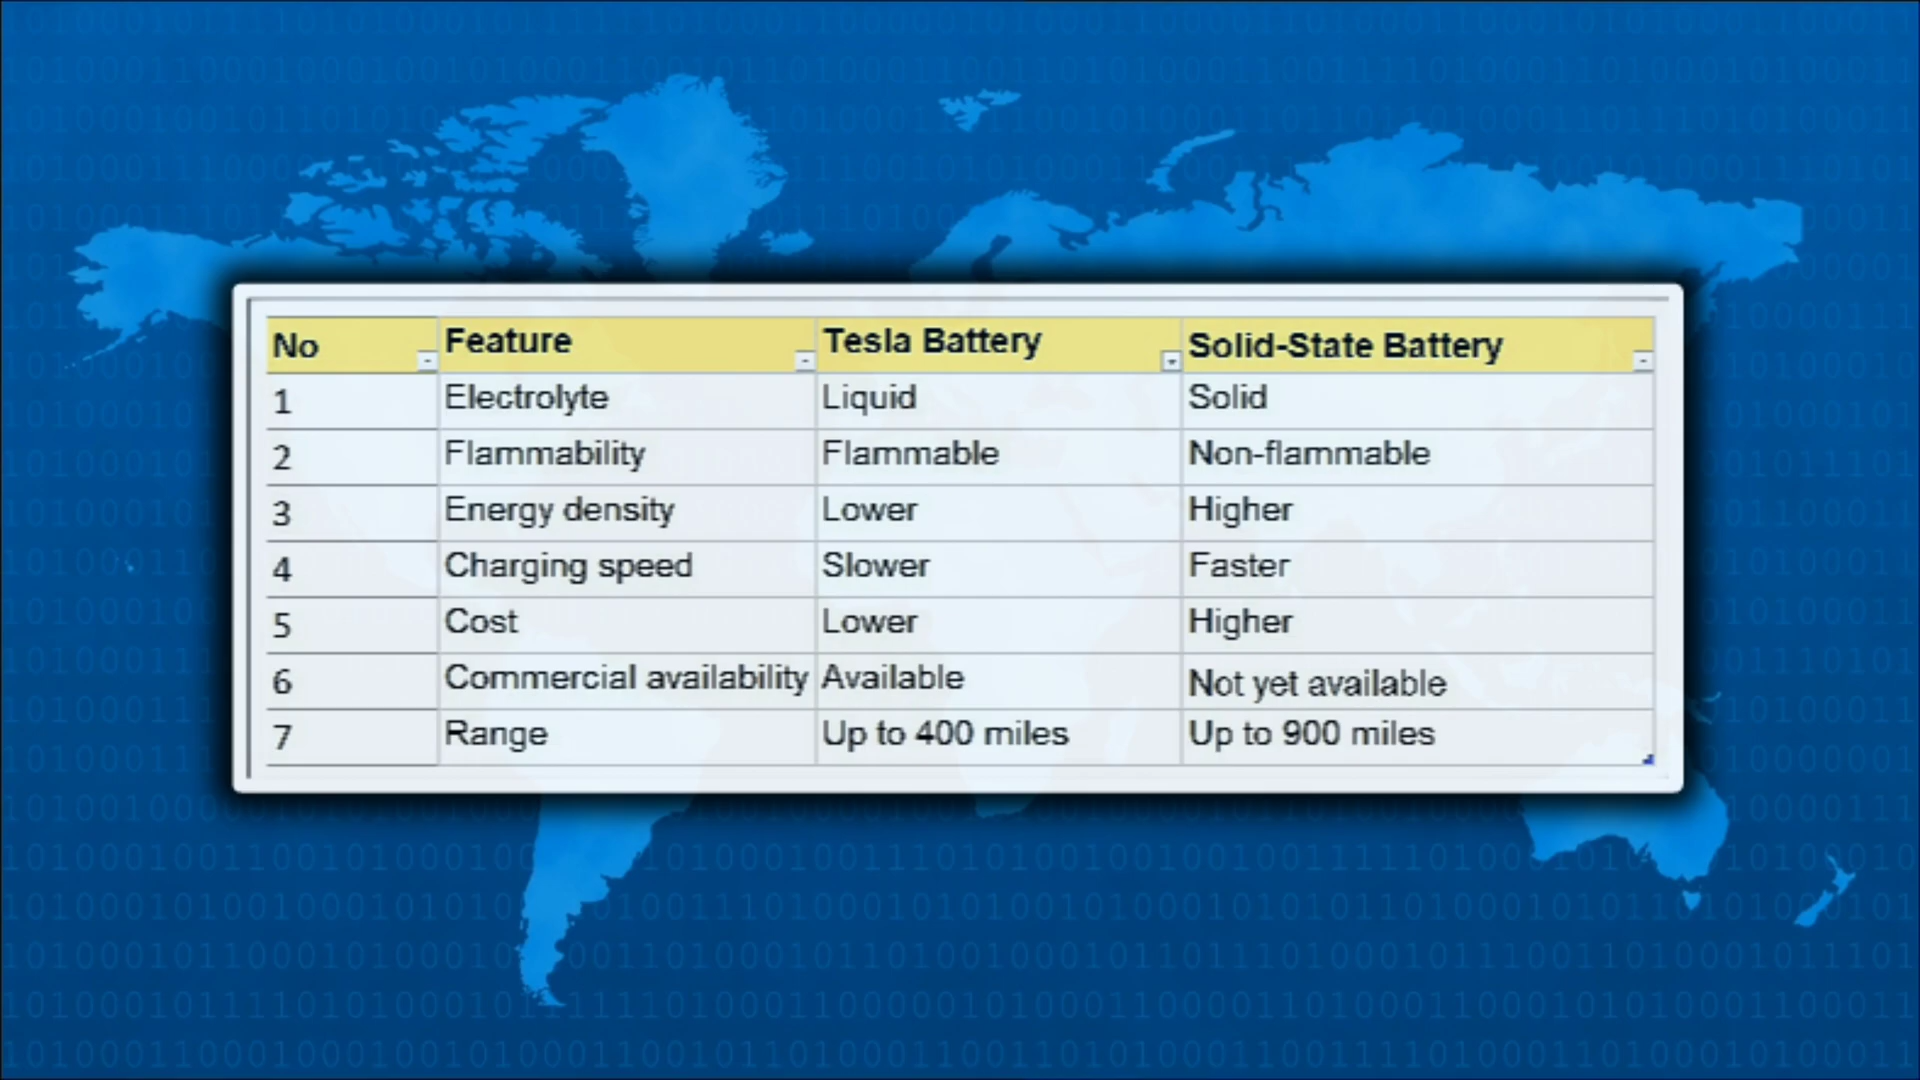 No Feature Tesla Battery Solid-State Battery
1 Electrolyte Liquid Solid
2 Flammability Flammable Non-flammable
3 Energy density Lower Higher
4 Charging speed Slower Faster
5 Cost Lower Higher
6 Commercial availability Available Not yet available
7 Range Up to 400 miles Up to 900 miles